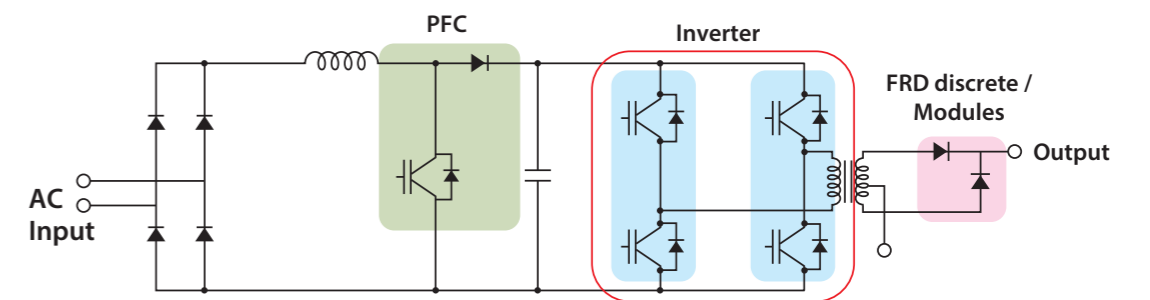 PFC
Inverter
FRD discrete /
Modules
Output
AC
Input